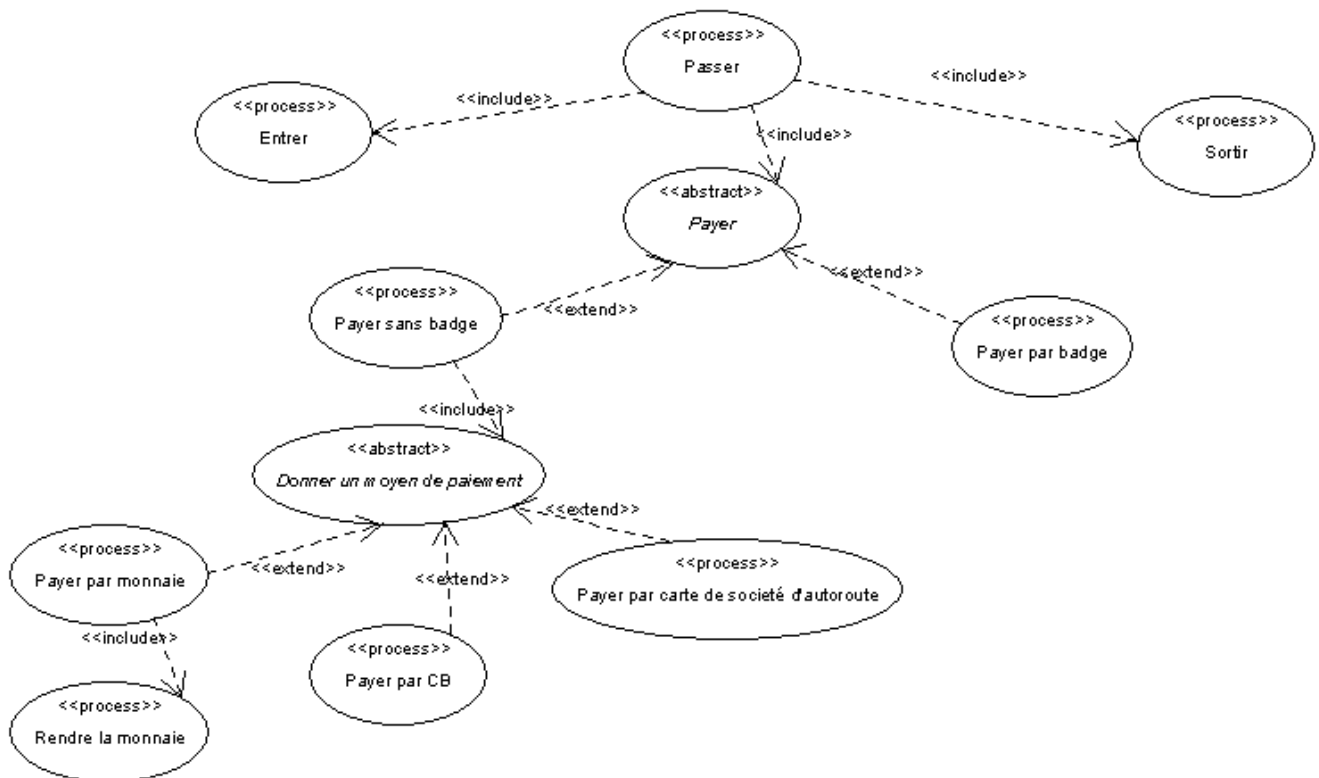 <<process>>
Passer
<<include>>
<<include>>
<<process>>
Entrer
<<include>>
<<process>>
Sortir
<<abstract>>
Payer
<<process>>
Payer sans badge
<<extend>>
<<extend>>
<<process>>
Payer par badge
<<include>>
<<abstract>>
Donner un moyen de paiement
<<extend>>
<<process>>
Payer par monnaie
<<extend>>
<<extend>>
<<process>>
Payer par carte de societé d'autoroute
<<include>>
<<process>>
Payer par CB
<<process>>
Rendre la monnaie